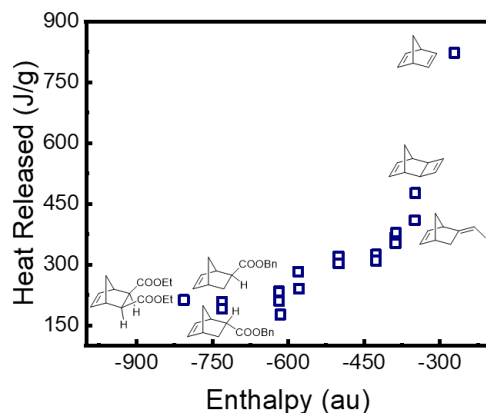 Heat Released (J/g)
900
750
600
450
300
150
COOEt
COOEt
H
H
H
COOBn
H
COOBn
-900
-750
-600
-450
-300
Enthalpy (au)